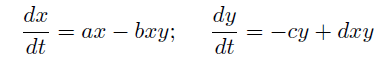 dx/dt = ax − bxy; dy/dt = −cy + dxy